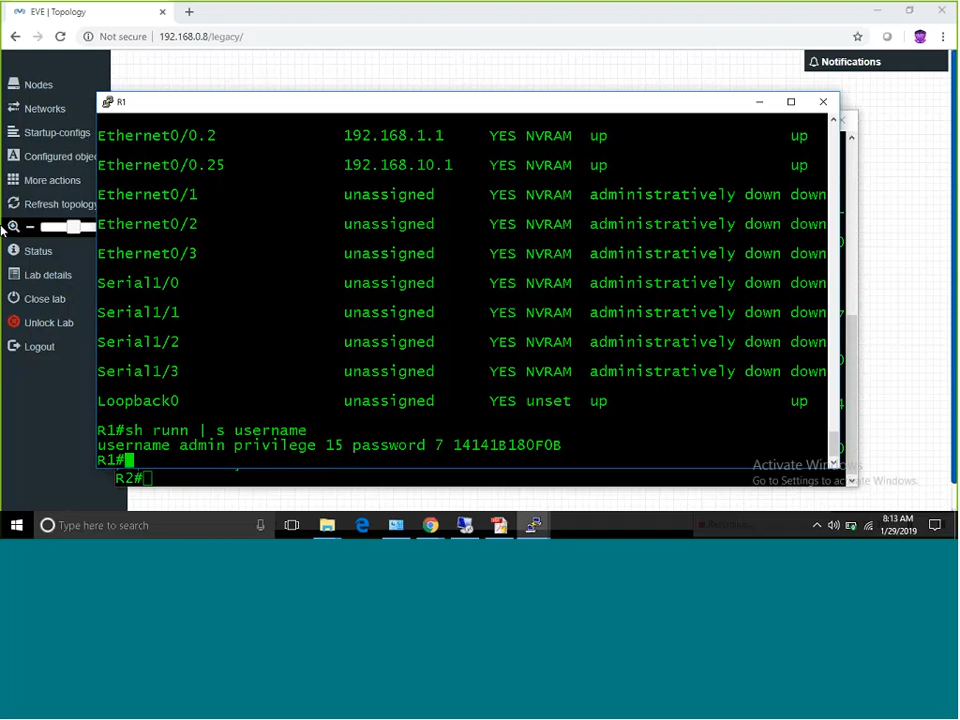 EVE | Topology
Not secure | 192.168.0.8/legacy/
Notifications
Nodes
Networks
Startup-configs
Configured obje
More actions
Refresh topology
Status
Lab details
Close lab
Unlock Lab
Logout
R1
Ethernet0/0.2 192.168.1.1 YES NVRAM up up
Ethernet0/0.25 192.168.10.1 YES NVRAM up up
Ethernet0/1 unassigned YES NVRAM administratively down down
Ethernet0/2 unassigned YES NVRAM administratively down down
Ethernet0/3 unassigned YES NVRAM administratively down down
Serial1/0 unassigned YES NVRAM administratively down down
Serial1/1 unassigned YES NVRAM administratively down down
Serial1/2 unassigned YES NVRAM administratively down down
Serial1/3 unassigned YES NVRAM administratively down down
Loopback0 unassigned YES unset up up
R1#sh runn | s username
username admin privilege 15 password 7 14141B180F0B
R1#
R2#
Activate Windows
Go to Settings to activate Windows.
Type here to search
8:13 AM
1/29/2019